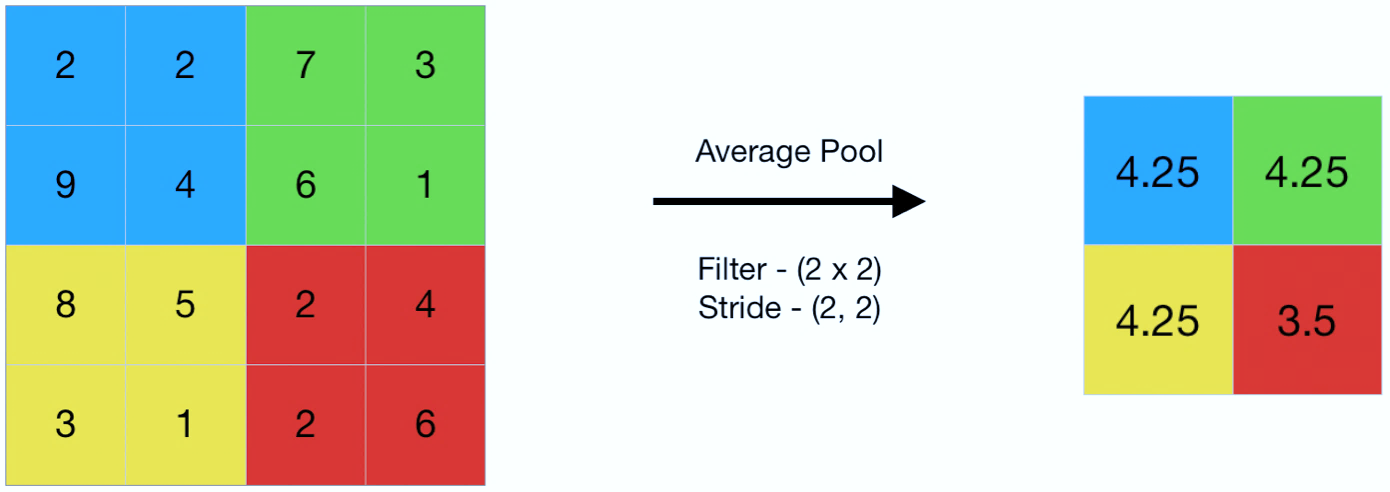 2 2 7 3
9 4 6 1
8 5 2 4
3 1 2 6
Average Pool
Filter - (2 x 2)
Stride - (2, 2)
4.25 4.25
4.25 3.5